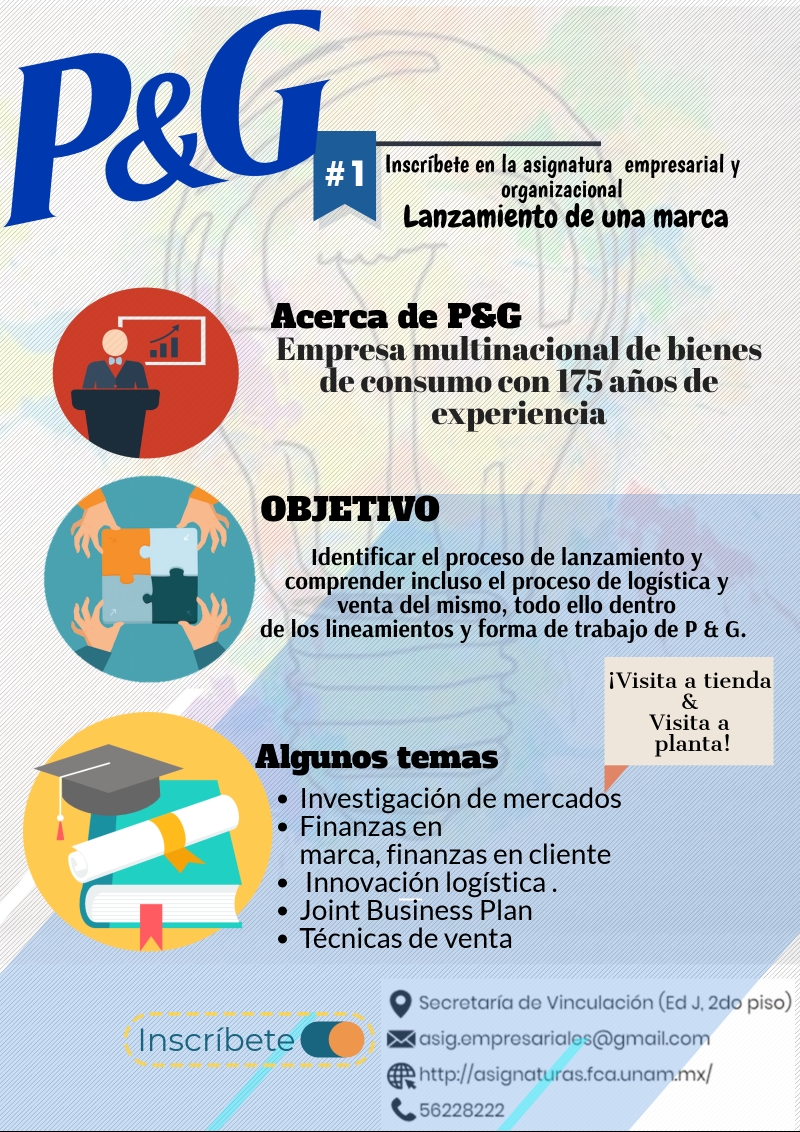 P&G
#1
Inscríbete en la asignatura empresarial y
organizacional
Lanzamiento de una marca
Acerca de P&G
Empresa multinacional de bienes
de consumo con 175 años de
experiencia
OBJETIVO
Identificar el proceso de lanzamiento y
comprender incluso el proceso de logística y
venta del mismo, todo ello dentro
de los lineamientos y forma de trabajo de P & G.
¡Visita a tienda
&
Visita a
planta!
Algunos temas
• Investigación de mercados
• Finanzas en
marca, finanzas en cliente
• Innovación logística .
• Joint Business Plan
• Técnicas de venta
Inscríbete
Secretaría de Vinculación (Ed J, 2do piso)
asig.empresariales@gmail.com
http://asignaturas.fca.unam.mx/
56228222